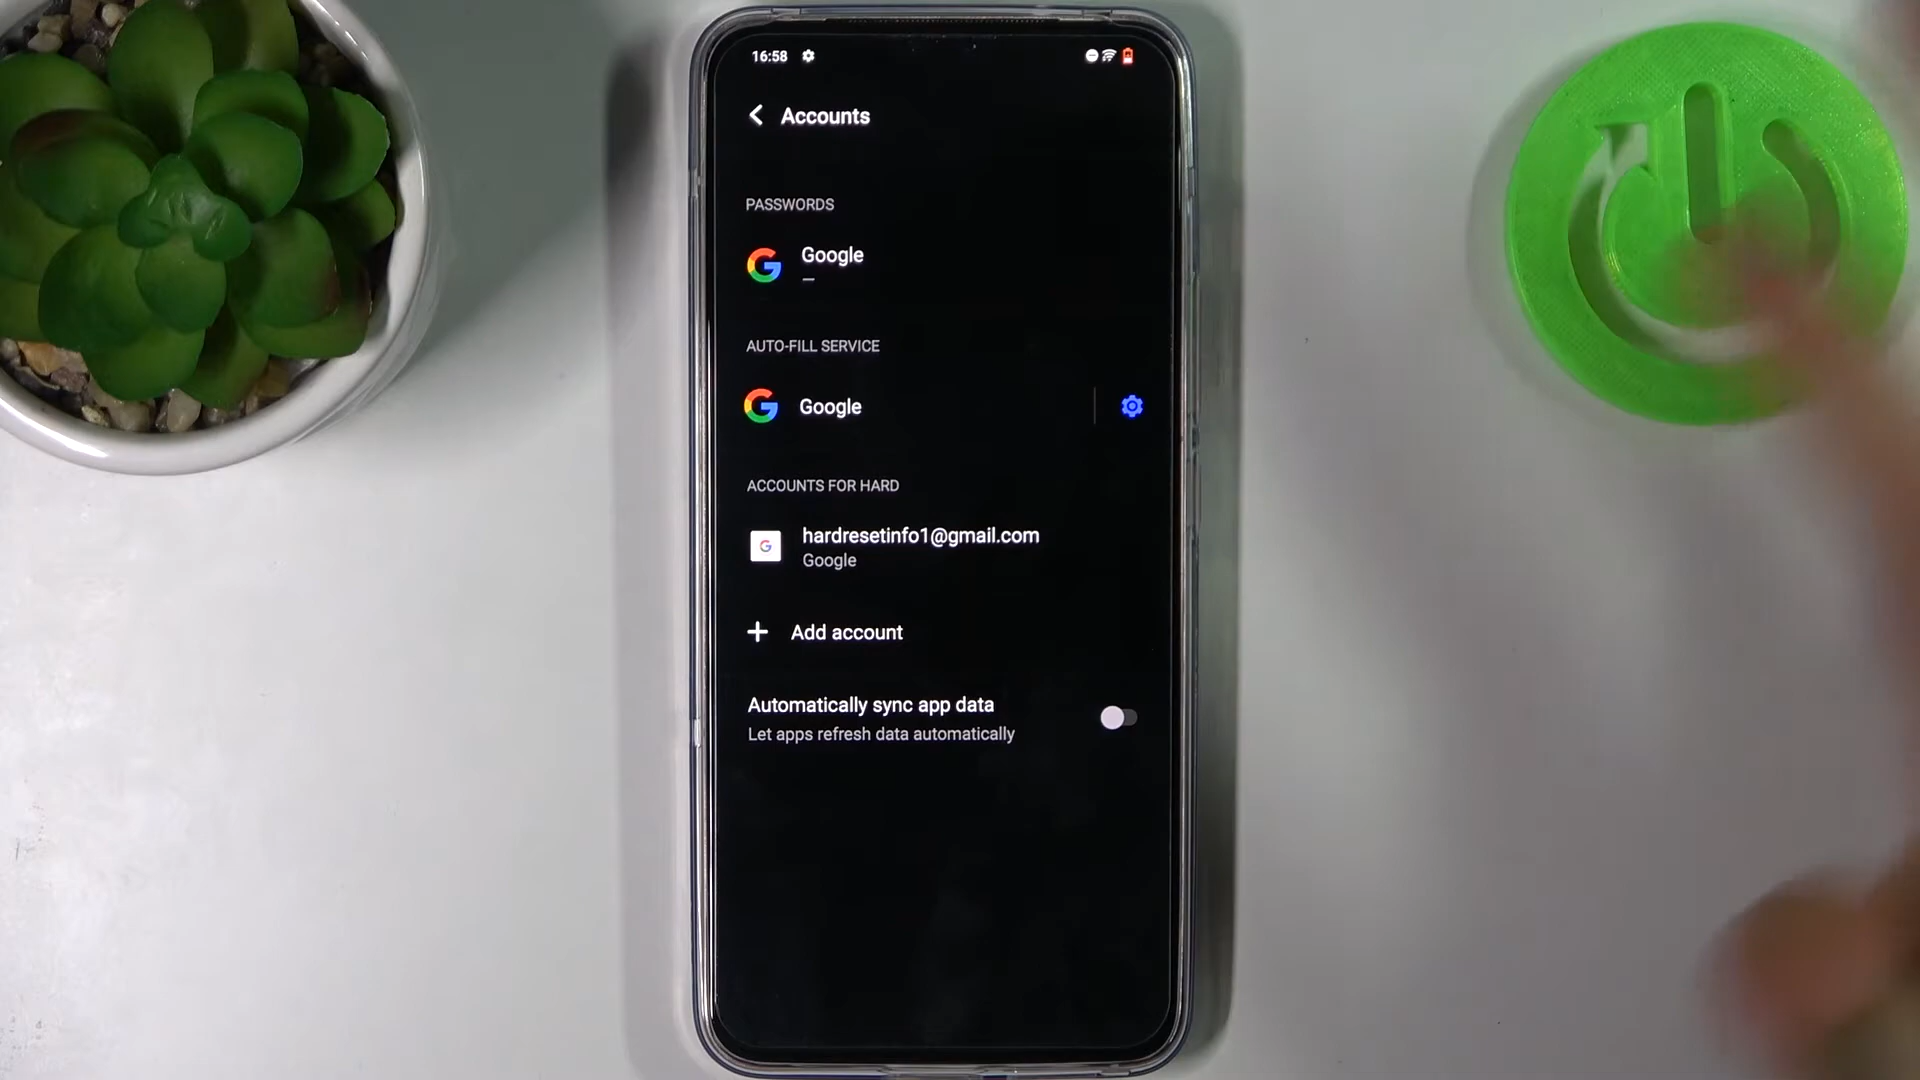 16:58
Accounts
PASSWORDS
Google
—
AUTO-FILL SERVICE
Google
ACCOUNTS FOR HARD
hardresetinfo1@gmail.com
Google
Add account
Automatically sync app data
Let apps refresh data automatically